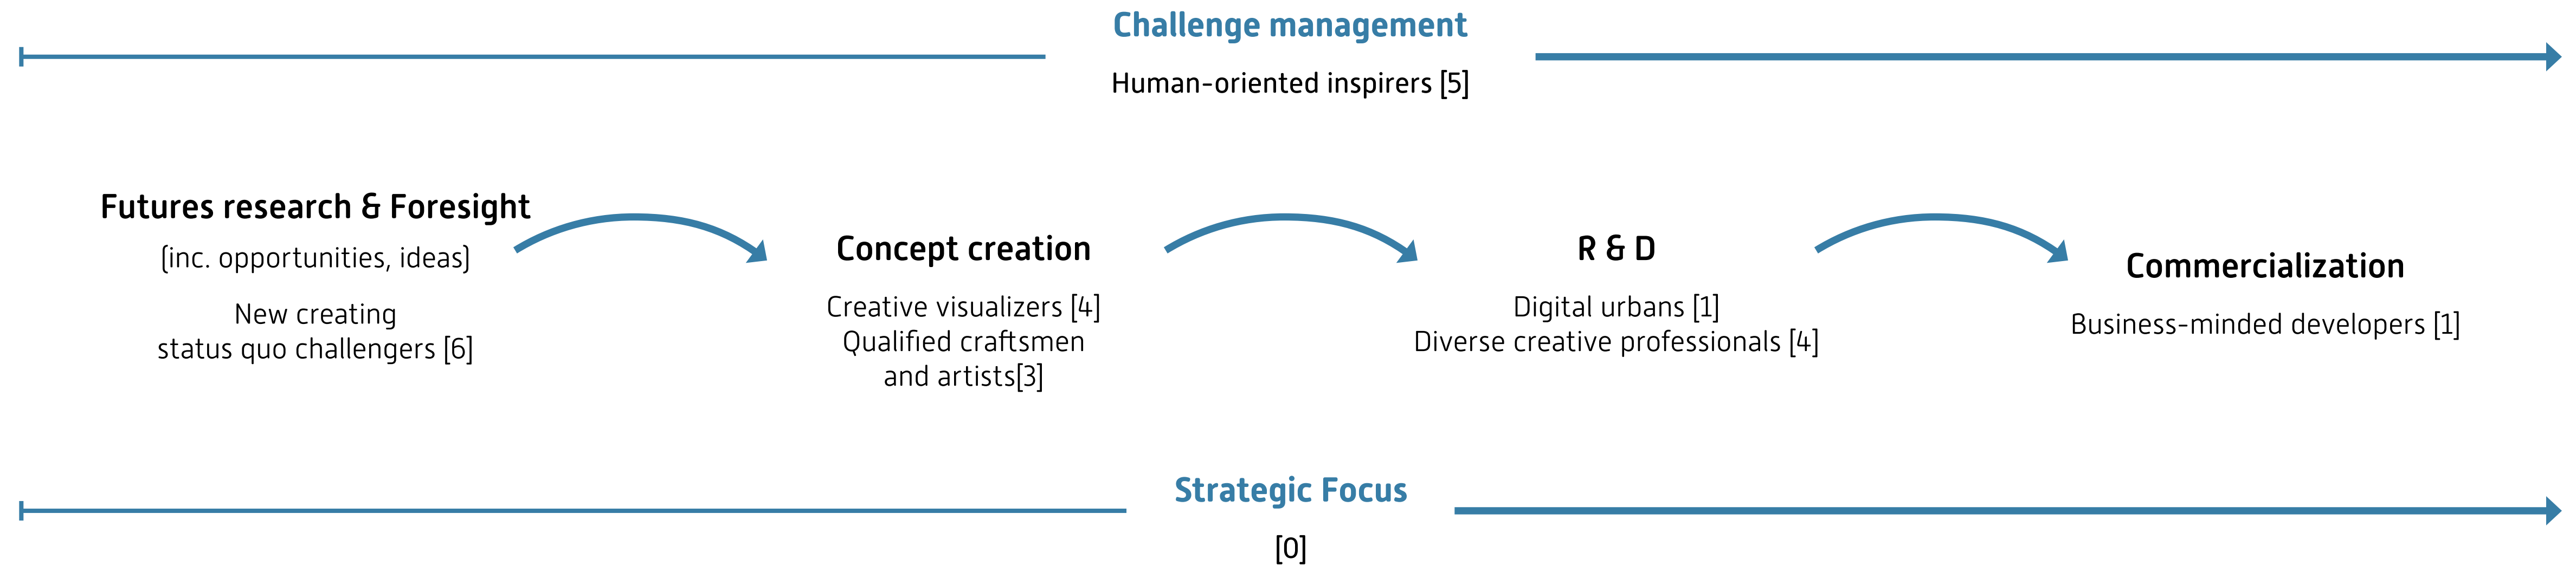 Challenge management
Human-oriented inspirers [5]
Futures research & Foresight
(inc. opportunities, ideas)
New creating
status quo challengers [6]
Concept creation
Creative visualizers [4]
Qualified craftsmen
and artists[3]
R & D
Digital urbans [1]
Diverse creative professionals [4]
Commercialization
Business-minded developers [1]
Strategic Focus
[0]